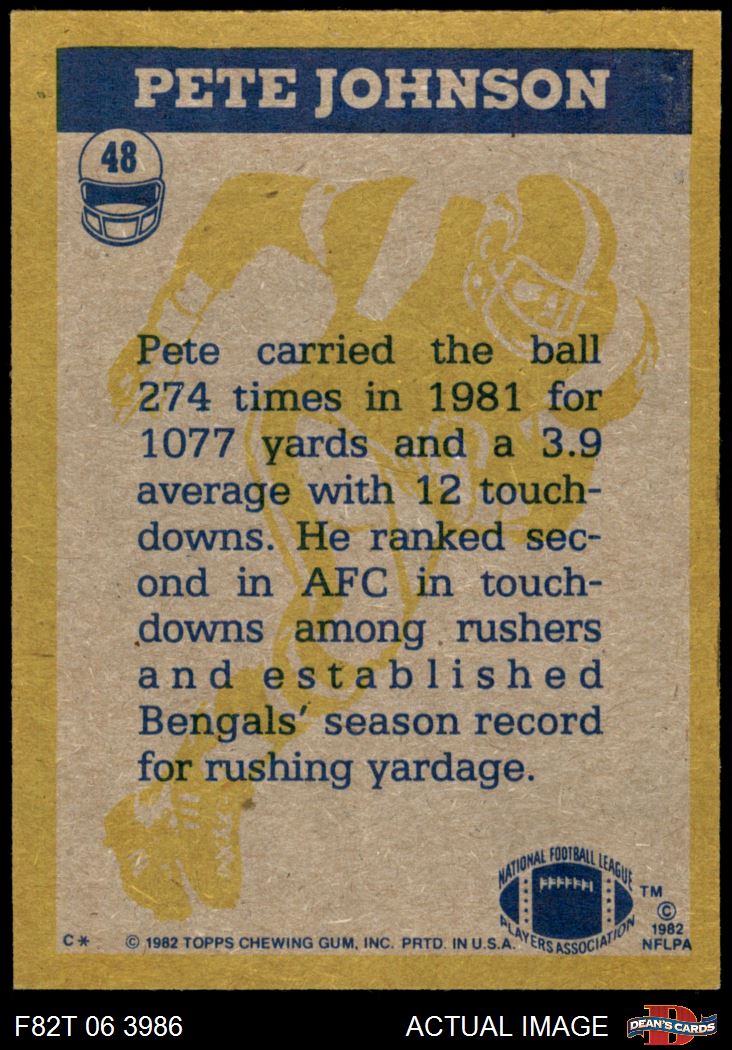 PETE JOHNSON
48
Pete carried the ball
274 times in 1981 for
1077 yards and a 3.9
average with 12 touch-
downs. He ranked sec-
ond in AFC in touch-
downs among rushers
and established
Bengals' season record
for rushing yardage.
NATIONAL FOOTBALL LEAGUE
PLAYERS ASSOCIATION
TM
©
1982
NFLPA
C* © 1982 TOPPS CHEWING GUM, INC. PRTD. IN U.S.A.
F82T 06 3986 ACTUAL IMAGE
D
DEAN'S CARDS